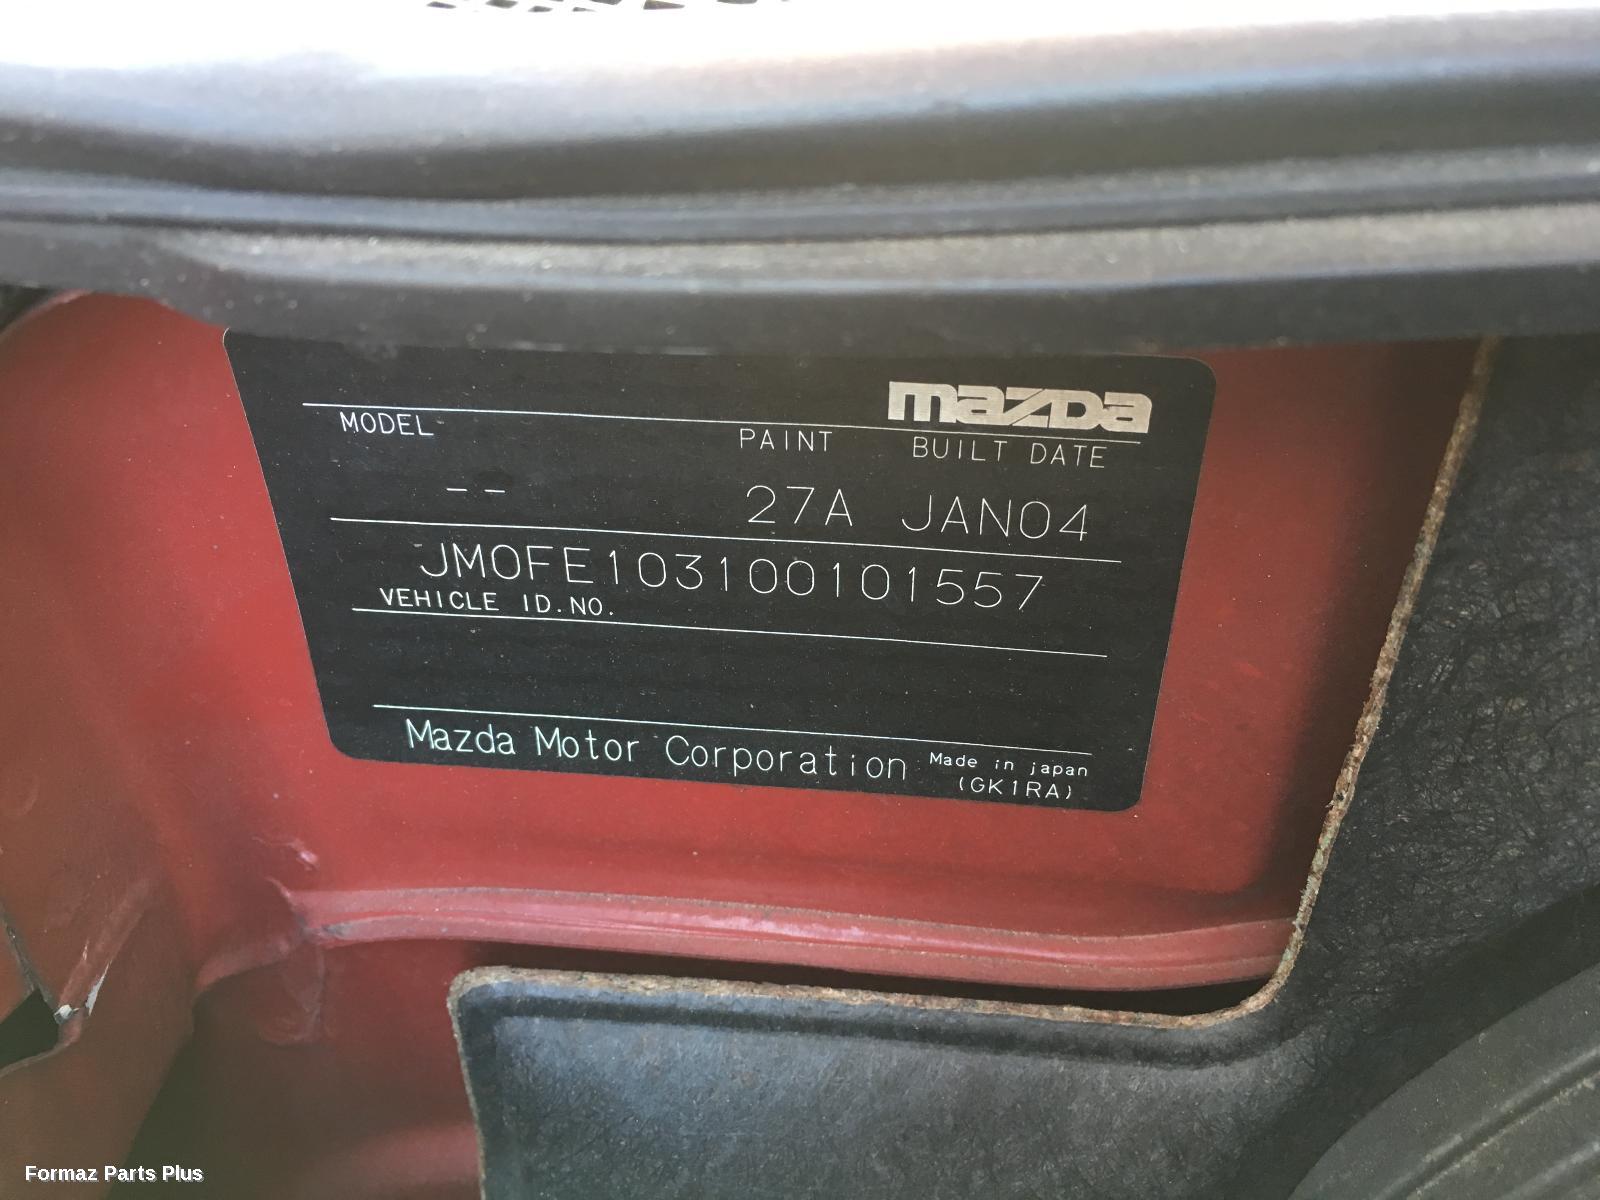 mazda
MODEL PAINT BUILT DATE
-- 27A JAN04
JM0FE103100101557
VEHICLE ID.NO.
Mazda Motor Corporation Made in japan
(GK1RA)
Formaz Parts Plus